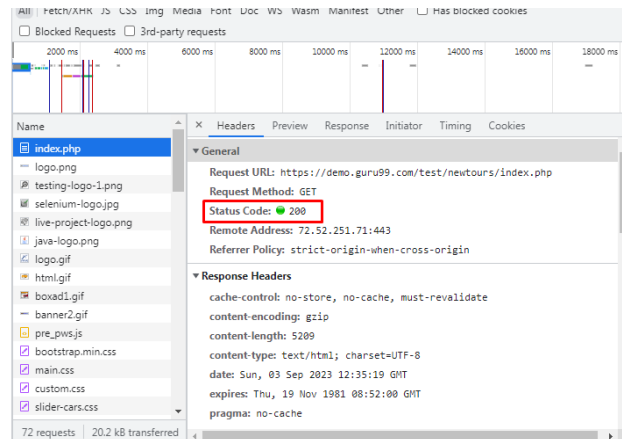 All Fetch/XHR JS CSS Img Media Font Doc WS Wasm Manifest Other Has blocked cookies
Blocked Requests 3rd-party requests
2000 ms 4000 ms 6000 ms 8000 ms 10000 ms 12000 ms 14000 ms 16000 ms 18000 ms
Name
index.php
logo.png
testing-logo-1.png
selenium-logo.jpg
live-project-logo.png
java-logo.png
logo.gif
html.gif
boxad1.gif
banner2.gif
pre_pws.js
bootstrap.min.css
main.css
custom.css
slider-cars.css
72 requests 20.2 kB transferred
× Headers Preview Response Initiator Timing Cookies
General
Request URL: https://demo.guru99.com/test/newtours/index.php
Request Method: GET
Status Code: 200
Remote Address: 72.52.251.71:443
Referrer Policy: strict-origin-when-cross-origin
Response Headers
cache-control: no-store, no-cache, must-revalidate
content-encoding: gzip
content-length: 5209
content-type: text/html; charset=UTF-8
date: Sun, 03 Sep 2023 12:35:19 GMT
expires: Thu, 19 Nov 1981 08:52:00 GMT
pragma: no-cache